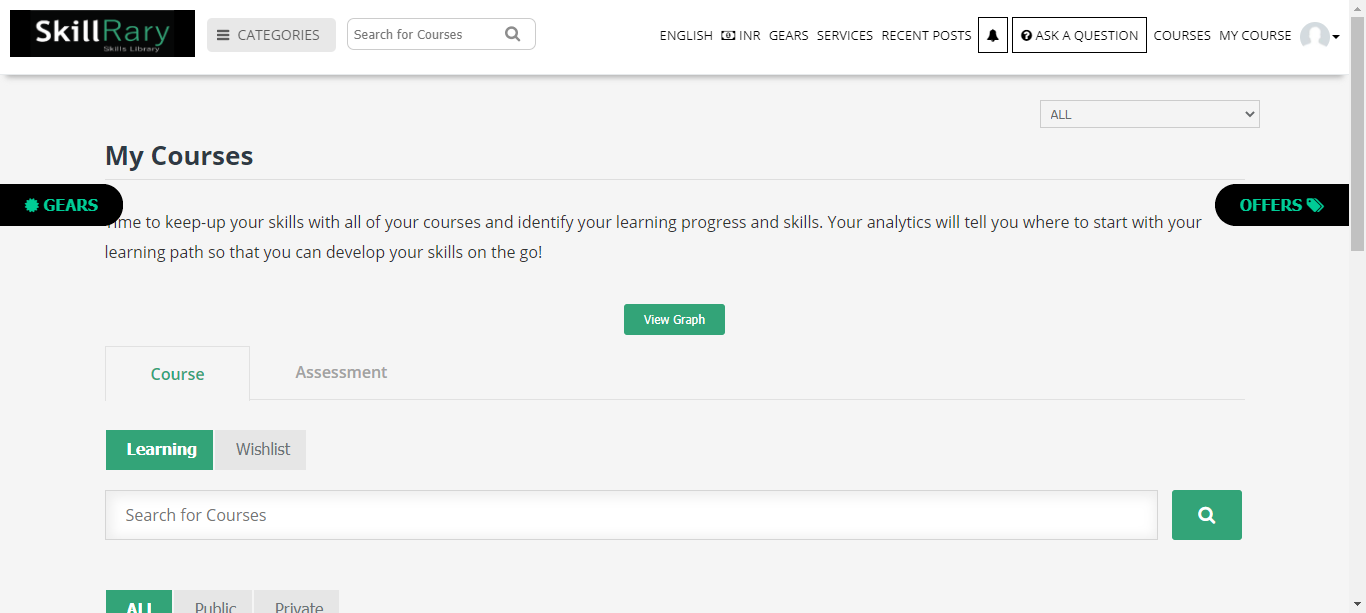 SkillRary
Skills Library
CATEGORIES
Search for Courses
ENGLISH INR GEARS SERVICES RECENT POSTS ASK A QUESTION COURSES MY COURSE
ALL
My Courses
GEARS
OFFERS
ime to keep-up your skills with all of your courses and identify your learning progress and skills. Your analytics will tell you where to start with your
learning path so that you can develop your skills on the go!
View Graph
Course Assessment
Learning Wishlist
Search for Courses
ALL Public Private